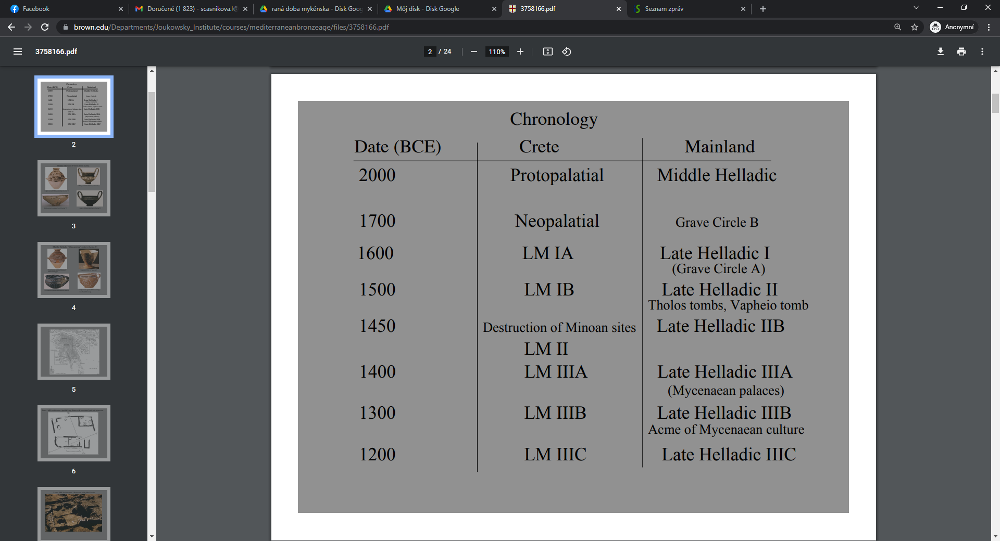 Facebook
Doručené (1 823) - scasnikova.l@
raná doba mykénska - Disk Goog
Môj disk - Disk Google
3758166.pdf
Seznam zpráv
brown.edu/Departments/Joukowsky_Institute/courses/mediterraneanbronzeage/files/3758166.pdf
Anonymní
3758166.pdf
2 / 24
110%
2
3
4
5
6
Chronology
Date (BCE) Crete Mainland
2000 Protopalatial Middle Helladic
1700 Neopalatial Grave Circle B
1600 LM IA Late Helladic I
(Grave Circle A)
1500 LM IB Late Helladic II
Tholos tombs, Vapheio tomb
1450 Destruction of Minoan sites Late Helladic IIB
LM II
1400 LM IIIA Late Helladic IIIA
(Mycenaean palaces)
1300 LM IIIB Late Helladic IIIB
Acme of Mycenaean culture
1200 LM IIIC Late Helladic IIIC